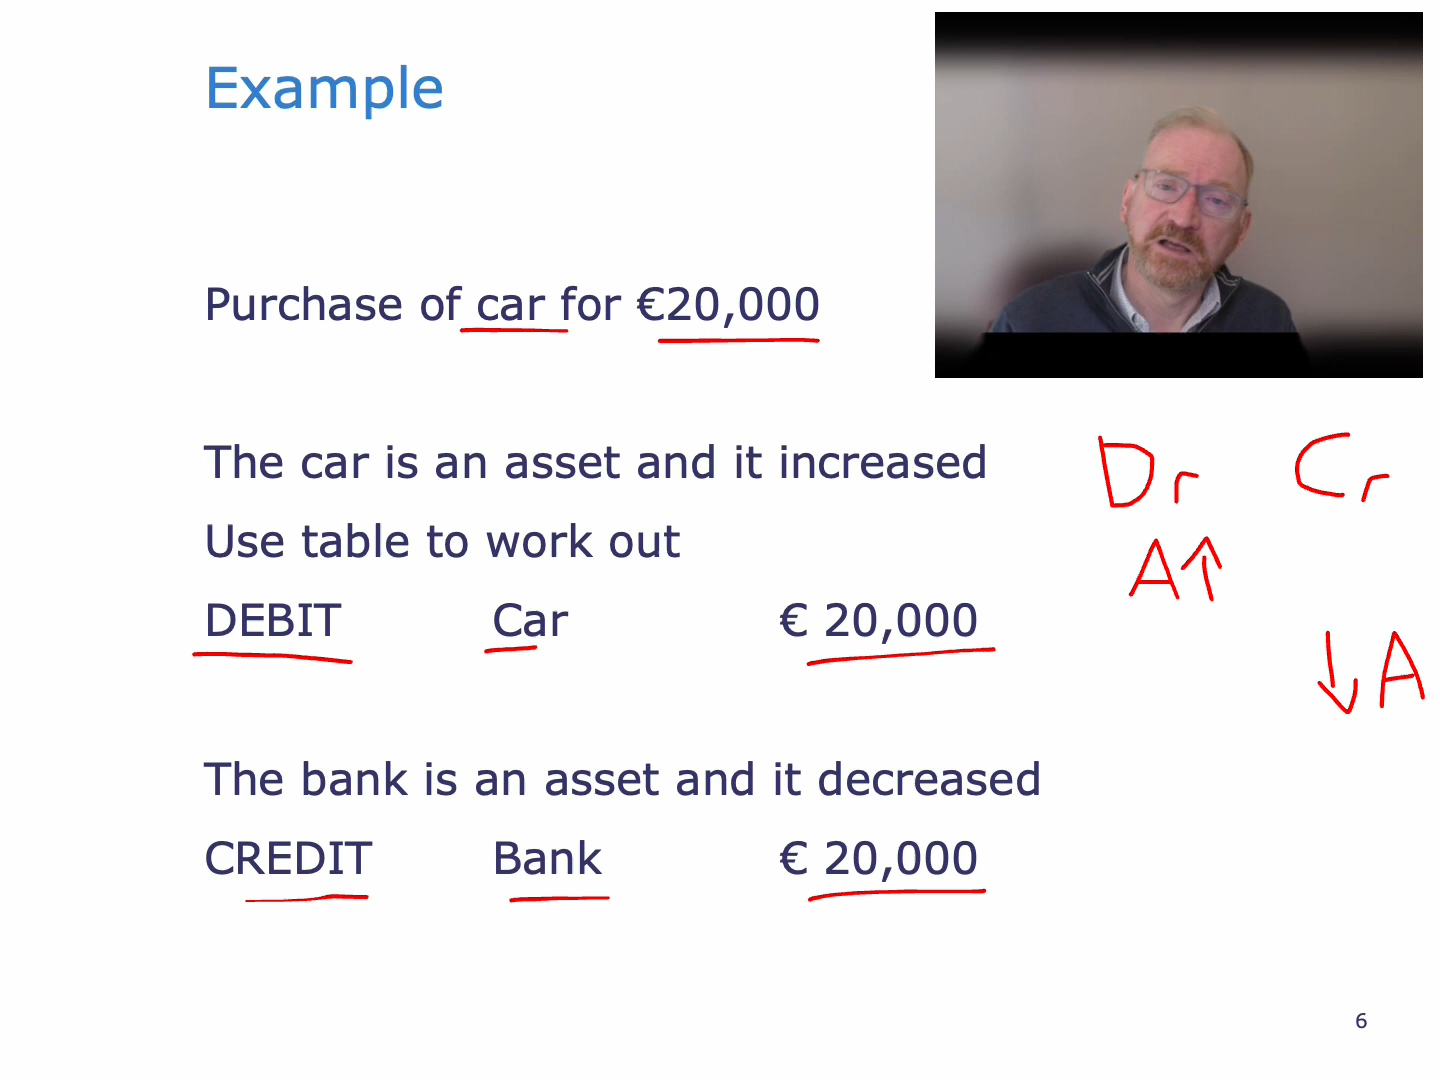 Example
Purchase of car for €20,000
The car is an asset and it increased
Dr Cr
Use table to work out
A↑
DEBIT Car € 20,000
↓A
The bank is an asset and it decreased
CREDIT Bank € 20,000
6